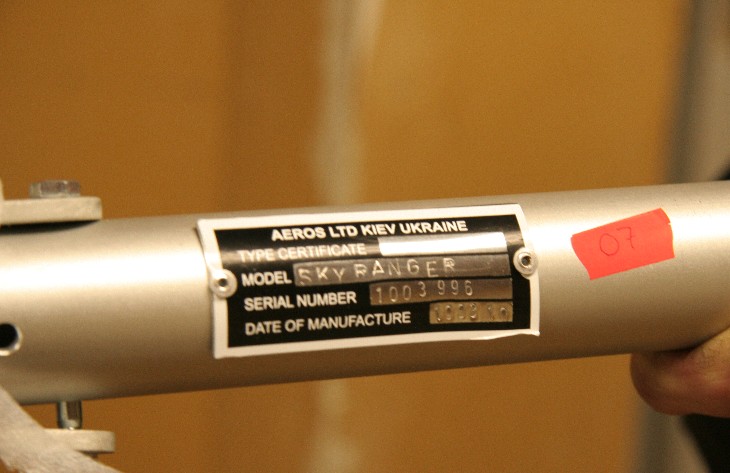 AEROS LTD KIEV UKRAINE
TYPE CERTIFICATE
MODEL SKYRANGER
SERIAL NUMBER 1003996
DATE OF MANUFACTURE
07